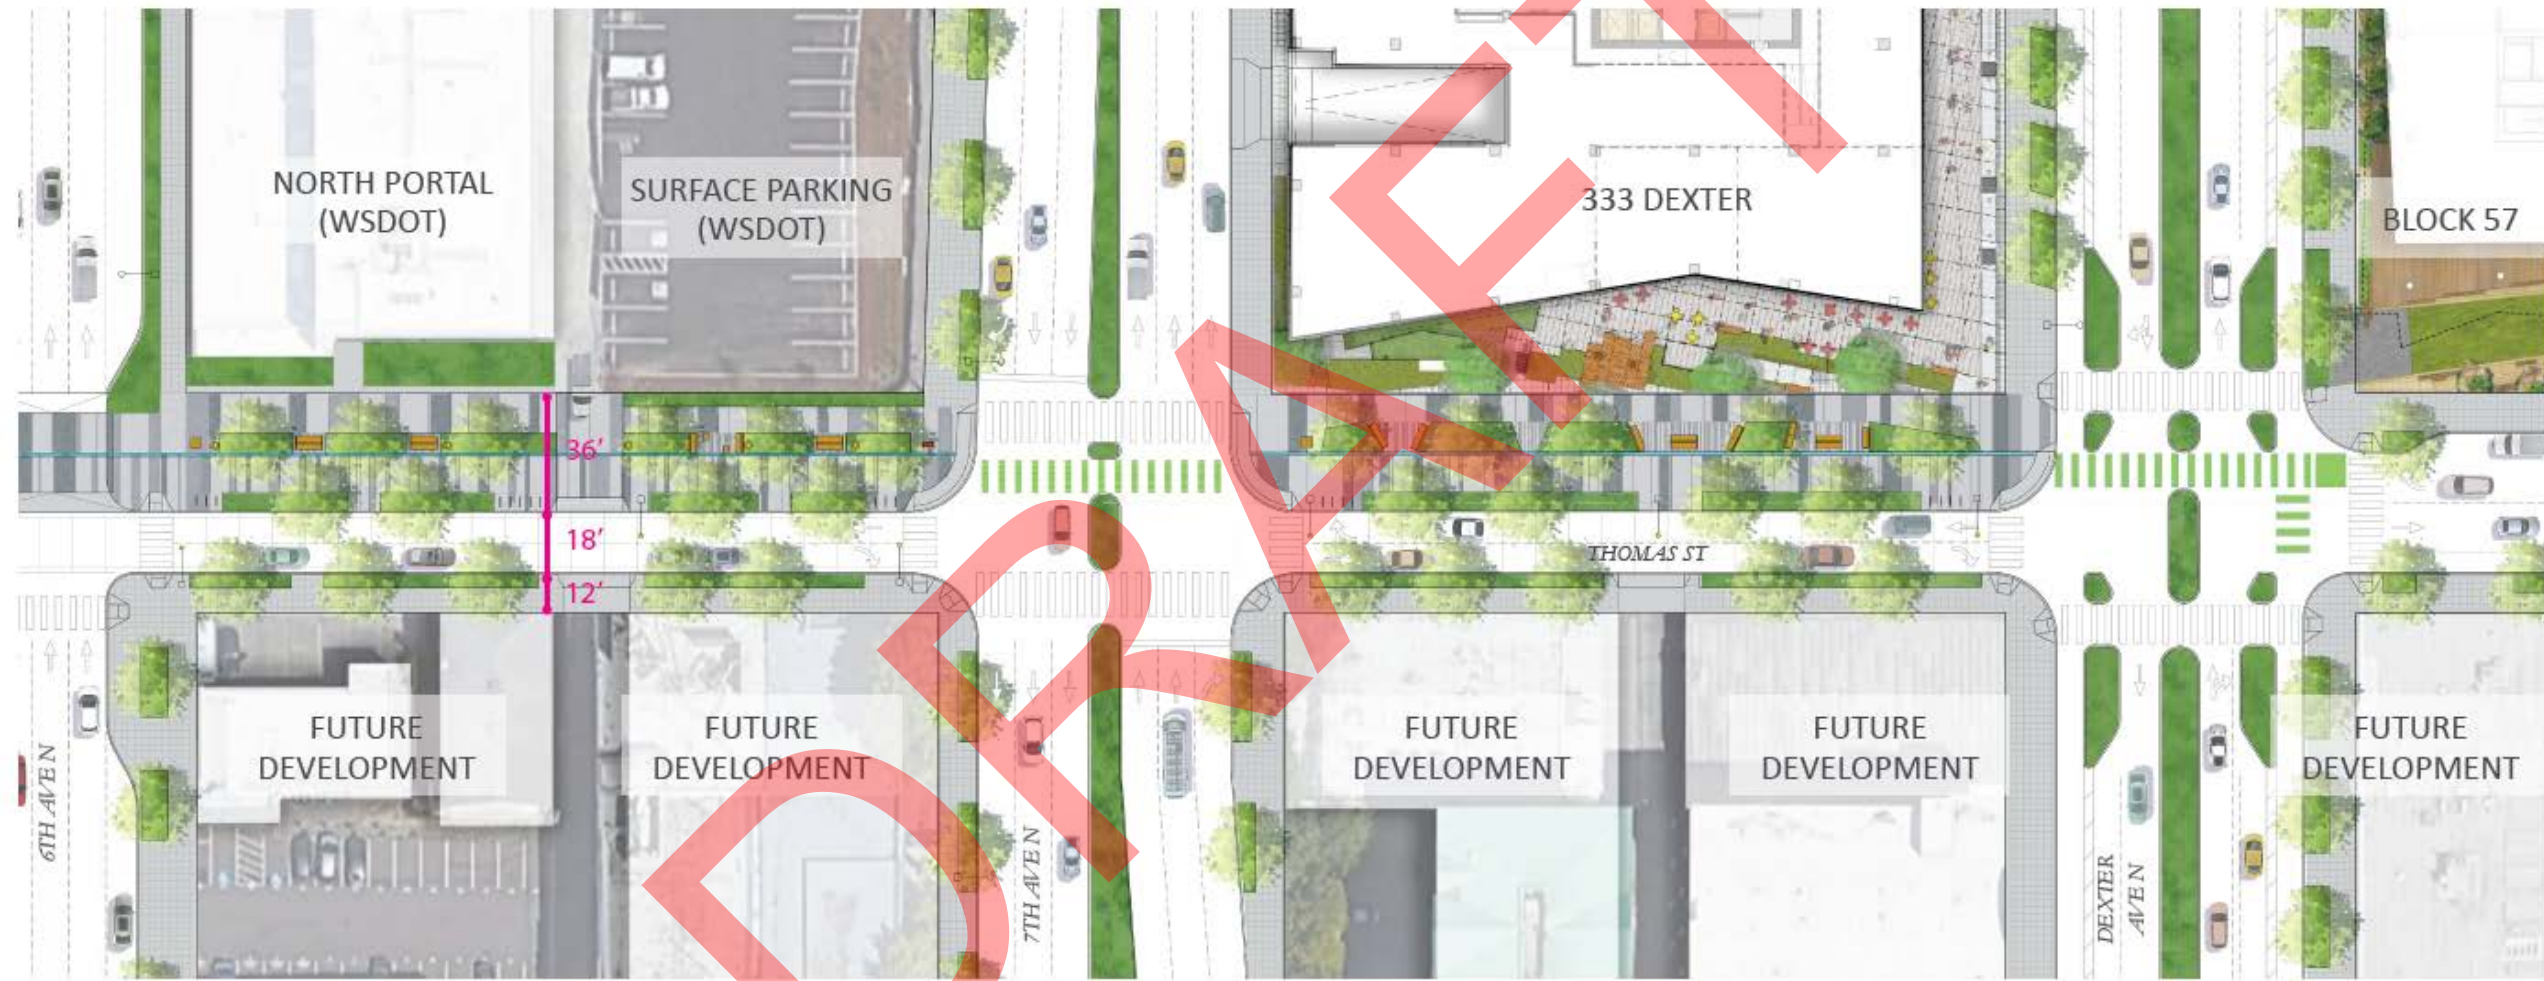 NORTH PORTAL
(WSDOT)
SURFACE PARKING
(WSDOT)
333 DEXTER
BLOCK 57
36'
18'
12'
THOMAS ST
FUTURE
DEVELOPMENT
FUTURE
DEVELOPMENT
FUTURE
DEVELOPMENT
FUTURE
DEVELOPMENT
FUTURE
DEVELOPMENT
6TH AVE N
7TH AVE N
DEXTER
AVE N
DRAFT